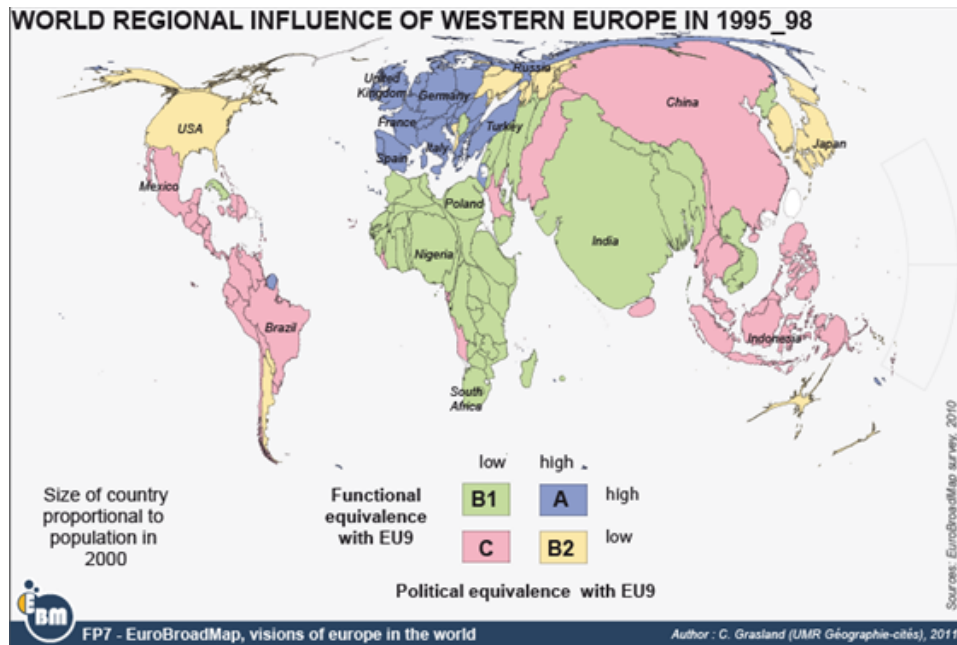 WORLD REGIONAL INFLUENCE OF WESTERN EUROPE IN 1995_98
United
Kingdom
Germany
Russia
France
Turkey
Spain
Italy
USA
Mexico
China
Japan
Poland
Nigeria
India
Brazil
Indonesia
South
Africa
low high
Size of country
proportional to
population in
2000
Functional
equivalence
with EU9
B1 A high
C B2 low
Political equivalence with EU9
Sources: EuroBroadMap survey, 2010
EBM
FP7 - EuroBroadMap, visions of europe in the world
Author : C. Grasland (UMR Géographie-cités), 2011